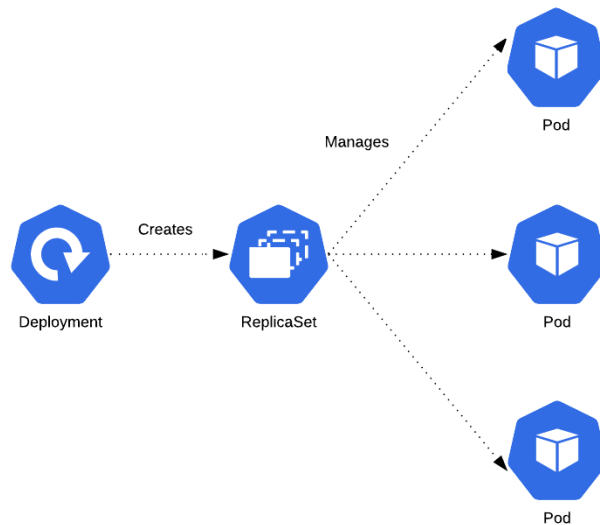 Pod
Manages
Creates
Deployment
ReplicaSet
Pod
Pod